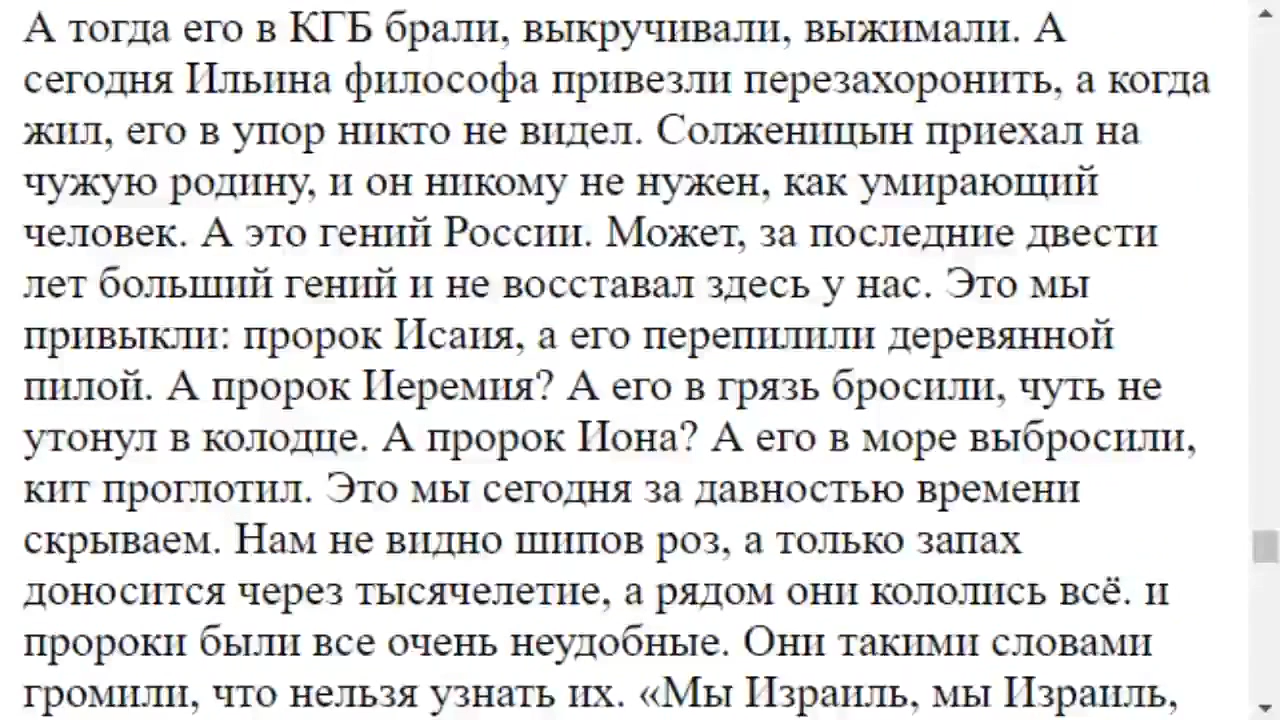 А тогда его в КГБ брали, выкручивали, выжимали. А
сегодня Ильина философа привезли перезахоронить, а когда
жил, его в упор никто не видел. Солженицын приехал на
чужую родину, и он никому не нужен, как умирающий
человек. А это гений России. Может, за последние двести
лет больший гений и не восставал здесь у нас. Это мы
привыкли: пророк Исаия, а его перепилили деревянной
пилой. А пророк Иеремия? А его в грязь бросили, чуть не
утонул в колодце. А пророк Иона? А его в море выбросили,
кит проглотил. Это мы сегодня за давностью времени
скрываем. Нам не видно шипов роз, а только запах
доносится через тысячелетие, а рядом они кололись всё. и
пророки были все очень неудобные. Они такими словами
громили, что нельзя узнать их. «Мы Израиль, мы Израиль,